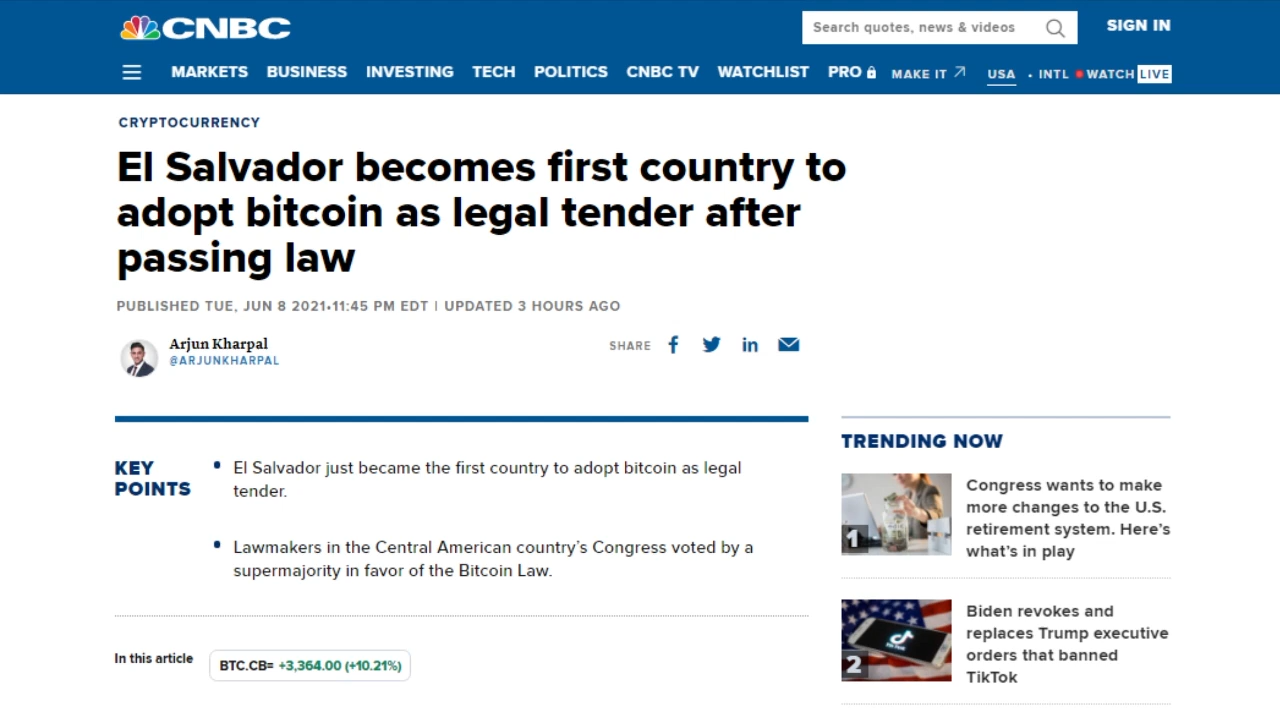 CNBC
Search quotes, news & videos
SIGN IN
MARKETS BUSINESS INVESTING TECH POLITICS CNBC TV WATCHLIST PRO MAKE IT USA • INTL WATCH LIVE
CRYPTOCURRENCY
El Salvador becomes first country to
adopt bitcoin as legal tender after
passing law
PUBLISHED TUE, JUN 8 2021•11:45 PM EDT | UPDATED 3 HOURS AGO
Arjun Kharpal
@ARJUNKHARPAL
SHARE
KEY
POINTS
• El Salvador just became the first country to adopt bitcoin as legal
tender.
• Lawmakers in the Central American country’s Congress voted by a
supermajority in favor of the Bitcoin Law.
In this article
BTC.CB= +3,364.00 (+10.21%)
TRENDING NOW
1
Congress wants to make
more changes to the U.S.
retirement system. Here’s
what’s in play
2
Biden revokes and
replaces Trump executive
orders that banned
TikTok